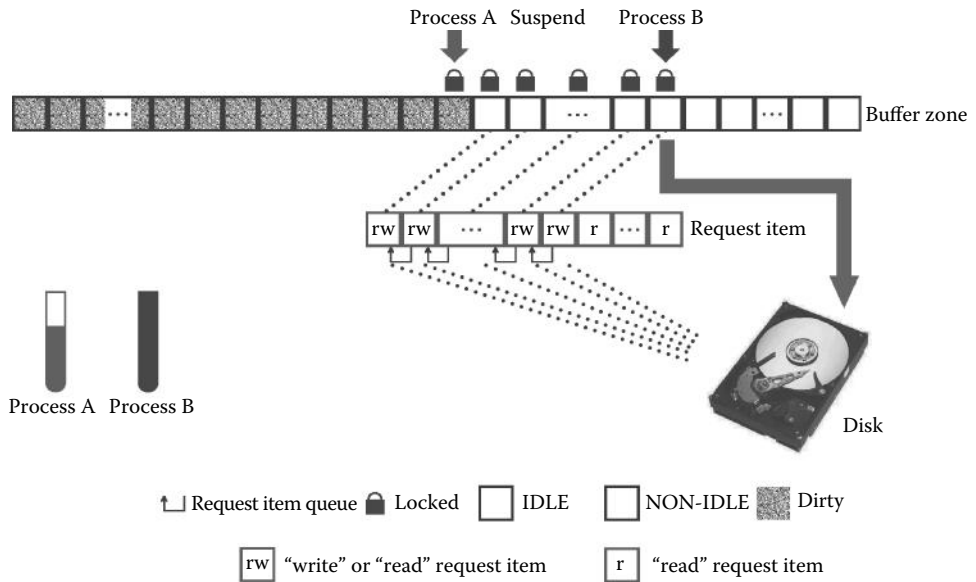 Process A Suspend Process B
... ... ...
Buffer zone
rw rw ... rw rw r ... r Request item
Process A Process B
Disk
Request item queue Locked IDLE NON-IDLE Dirty
rw "write" or "read" request item r "read" request item